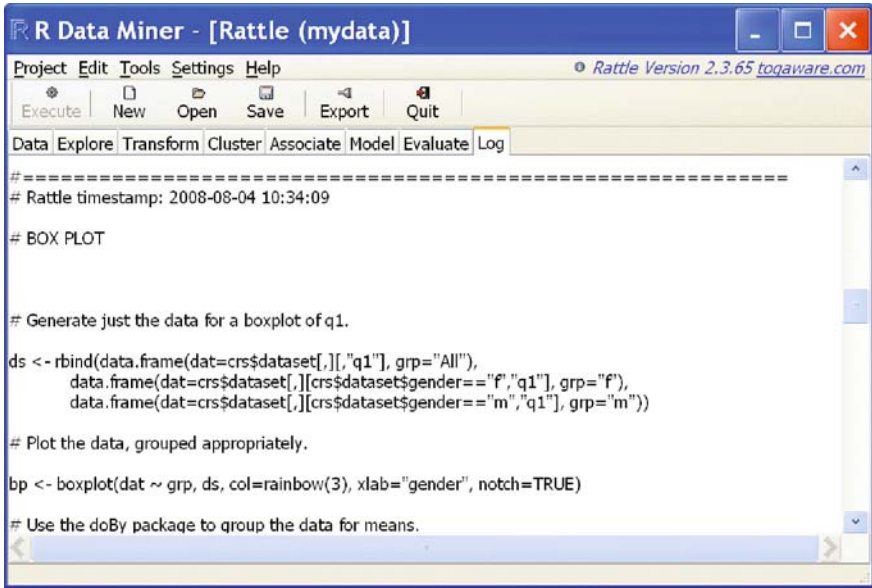 R Data Miner - [Rattle (mydata)]
Project Edit Tools Settings Help Rattle Version 2.3.65 togaware.com
Execute New Open Save Export Quit
Data Explore Transform Cluster Associate Model Evaluate Log
#============================================================
# Rattle timestamp: 2008-08-04 10:34:09
# BOX PLOT
# Generate just the data for a boxplot of q1.
ds <- rbind(data.frame(dat=crs$dataset[,][,"q1"], grp="All"),
data.frame(dat=crs$dataset[,][crs$dataset$gender=="f","q1"], grp="f"),
data.frame(dat=crs$dataset[,][crs$dataset$gender=="m","q1"], grp="m"))
# Plot the data, grouped appropriately.
bp <- boxplot(dat ~ grp, ds, col=rainbow(3), xlab="gender", notch=TRUE)
# Use the doBy package to group the data for means.